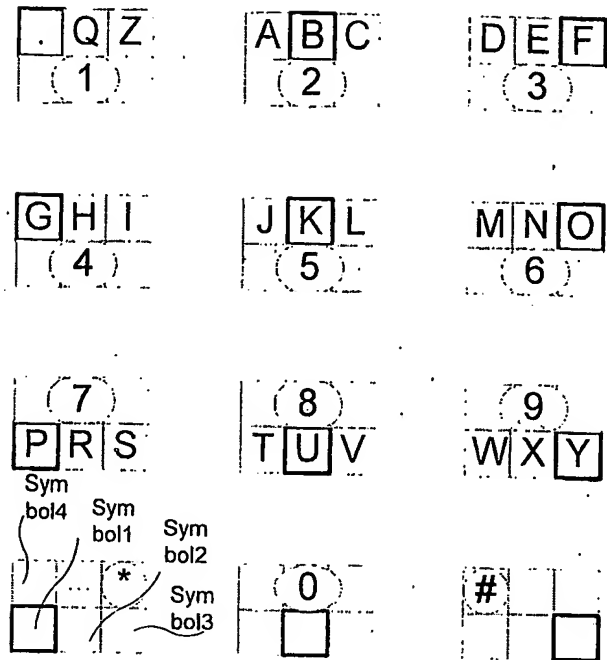 . Q Z A B C D E F
1 2 3
G H I J K L M N O
4 5 6
7 8 9
P R S T U V W X Y
Sym
bol4
Sym
bol1
Sym
bol2
* 0 #
Sym
bol3